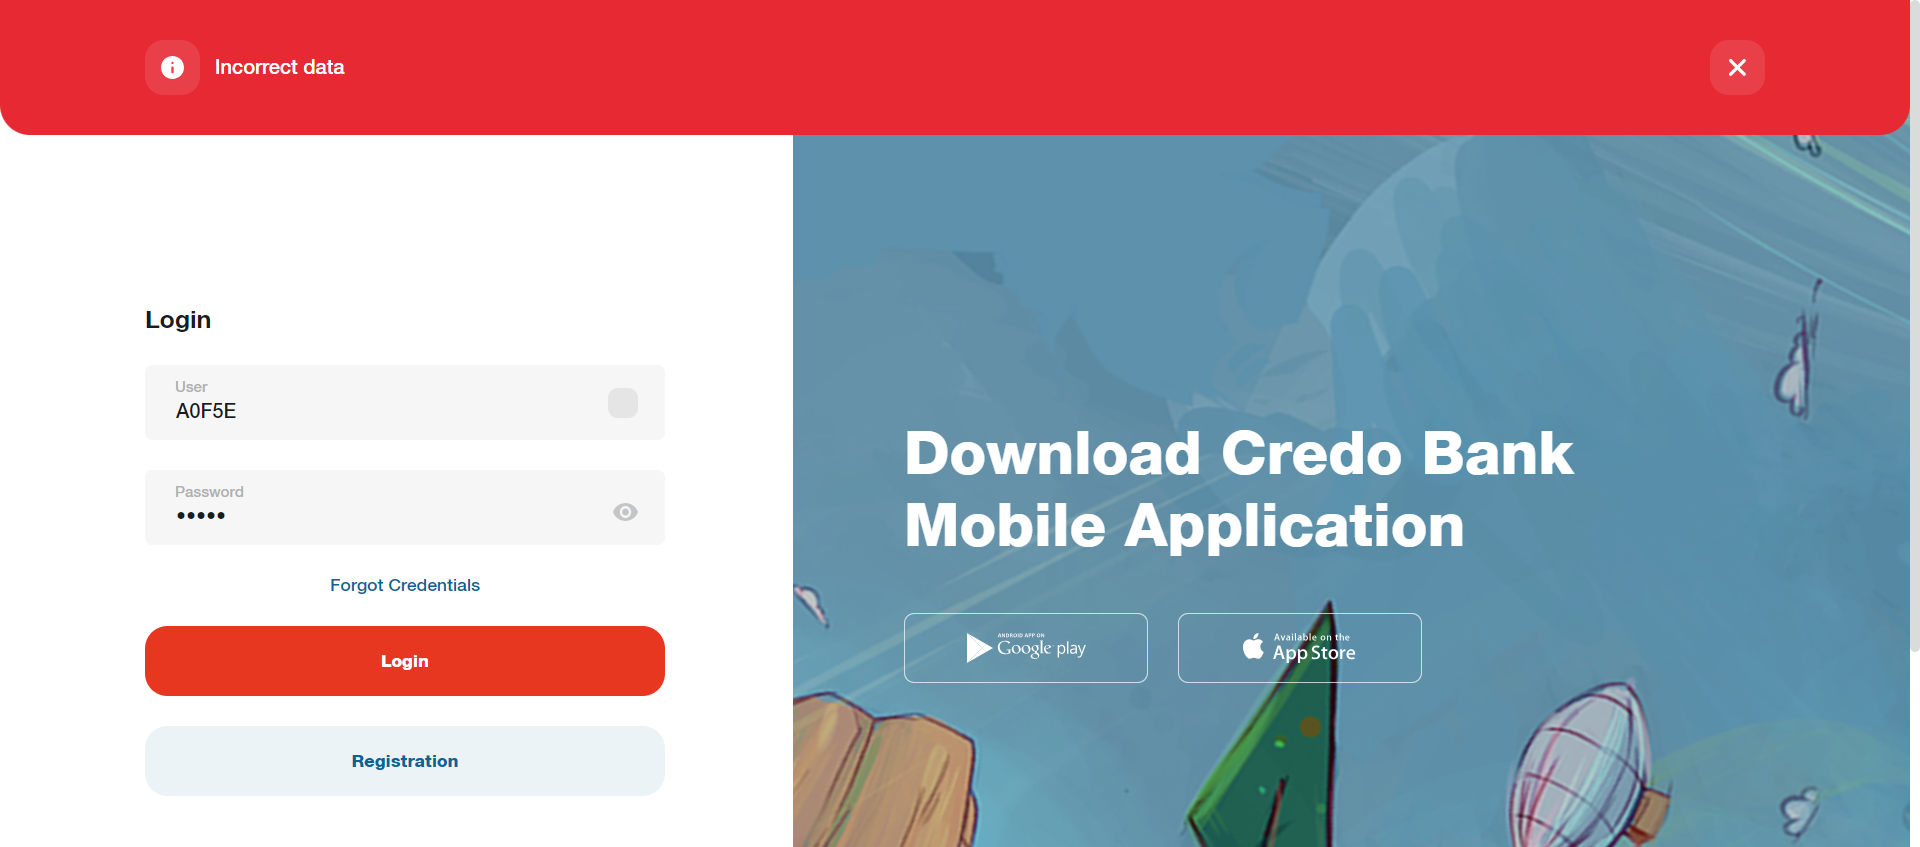 Incorrect data
Login
User
A0F5E
Password
•••••
Forgot Credentials
Login
Registration
Download Credo Bank
Mobile Application
ANDROID APP ON
Google play
Available on the
App Store